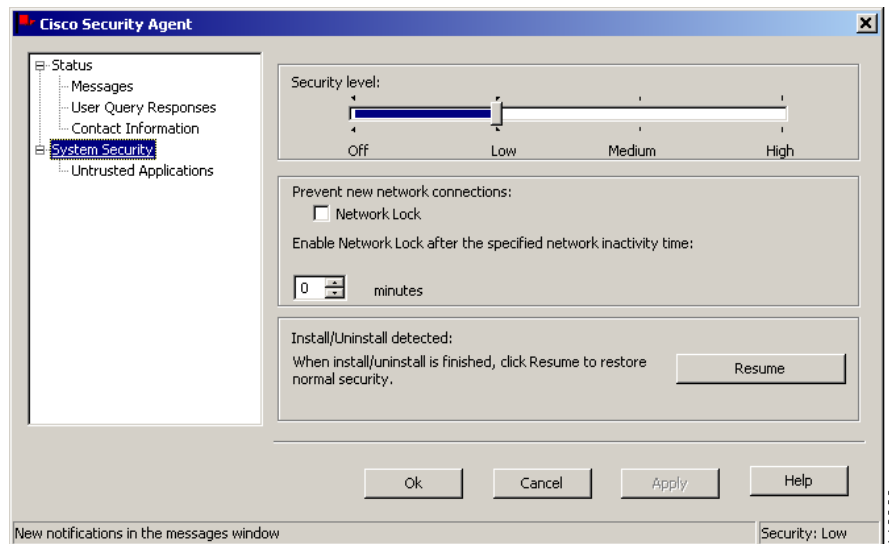 Cisco Security Agent
Status
Messages
User Query Responses
Contact Information
System Security
Untrusted Applications
Security level:
Off Low Medium High
Prevent new network connections:
Network Lock
Enable Network Lock after the specified network inactivity time:
0 minutes
Install/Uninstall detected:
When install/uninstall is finished, click Resume to restore
normal security.
Resume
Ok Cancel Apply Help
New notifications in the messages window
Security: Low